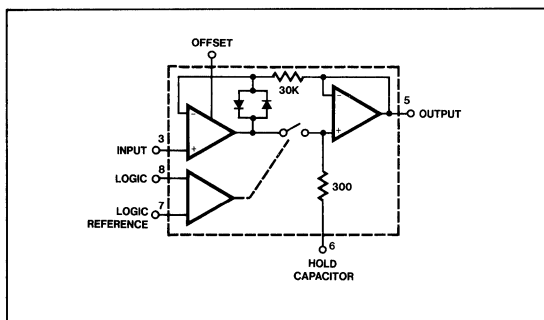 OFFSET
30K
−
−
5
OUTPUT
3
INPUT
+
+
8
LOGIC
300
7
LOGIC
REFERENCE
6
HOLD
CAPACITOR